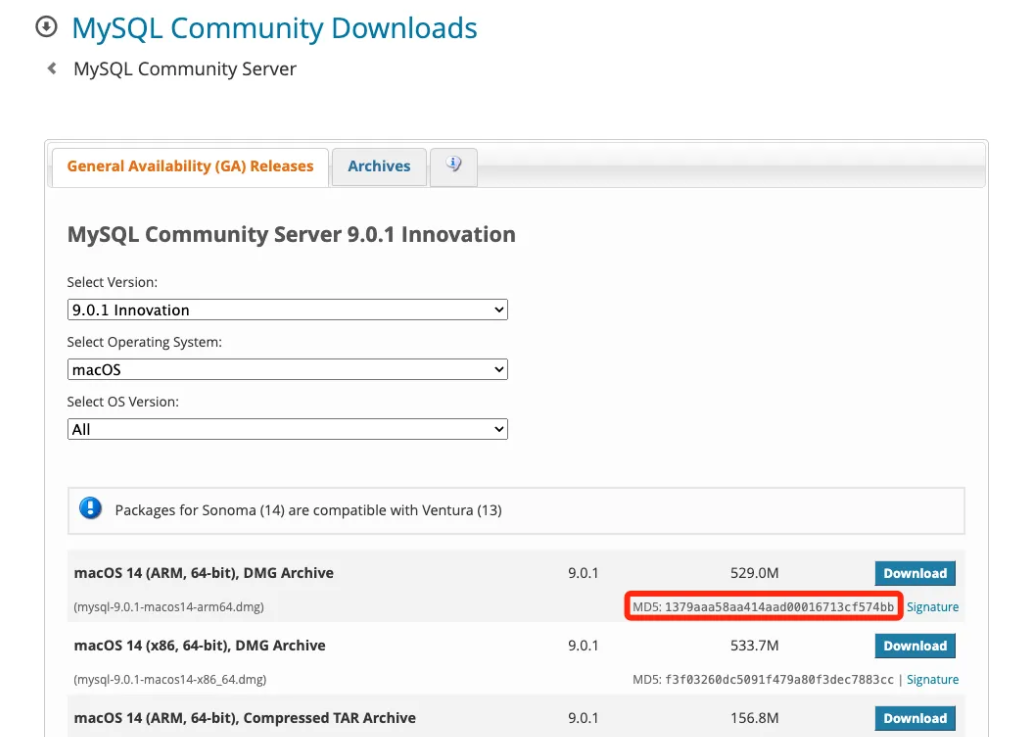 MySQL Community Downloads
MySQL Community Server
General Availability (GA) Releases Archives
MySQL Community Server 9.0.1 Innovation
Select Version:
9.0.1 Innovation
Select Operating System:
macOS
Select OS Version:
All
Packages for Sonoma (14) are compatible with Ventura (13)
macOS 14 (ARM, 64-bit), DMG Archive 9.0.1 529.0M Download
(mysql-9.0.1-macos14-arm64.dmg) MD5: 1379aaa58aa414aad00016713cf574bb Signature
macOS 14 (x86, 64-bit), DMG Archive 9.0.1 533.7M Download
(mysql-9.0.1-macos14-x86_64.dmg) MD5: f3f03260dc5091f479a80f3dec7883cc | Signature
macOS 14 (ARM, 64-bit), Compressed TAR Archive 9.0.1 156.8M Download